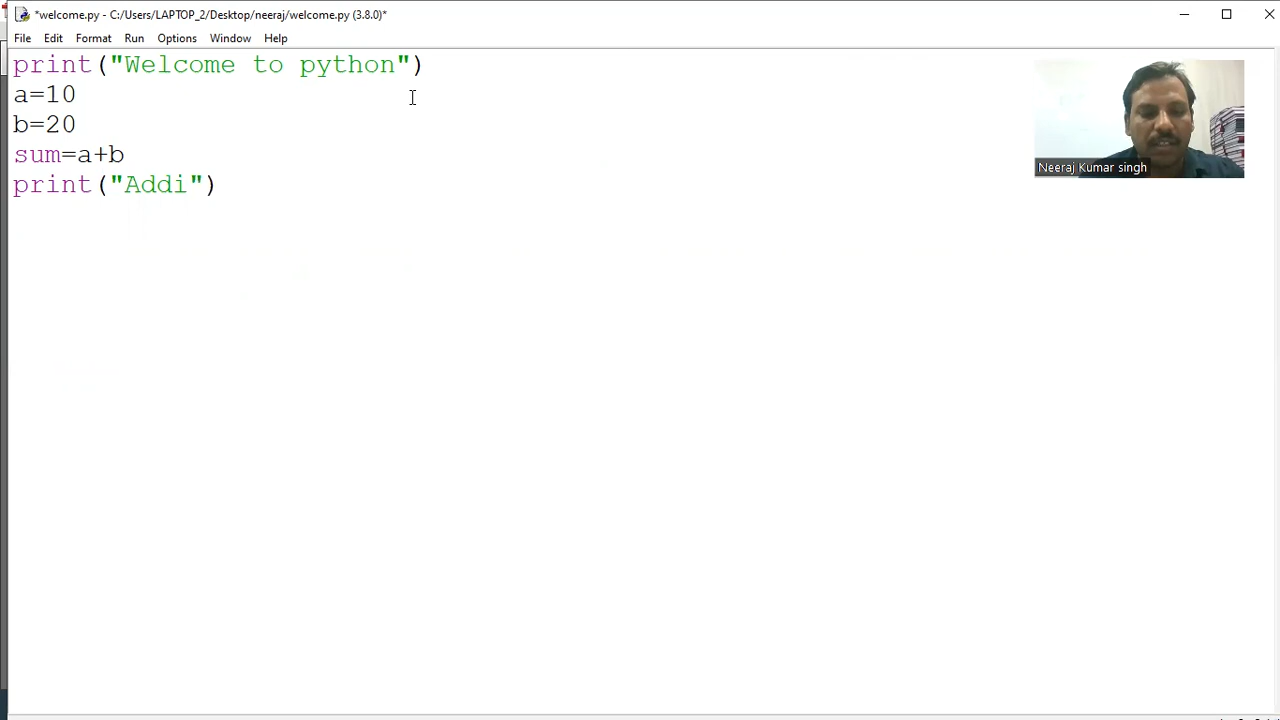 *welcome.py - C:/Users/LAPTOP_2/Desktop/neeraj/welcome.py (3.8.0)*
File Edit Format Run Options Window Help
print("Welcome to python")
a=10
b=20
sum=a+b
print("Addi")
Neeraj Kumar singh